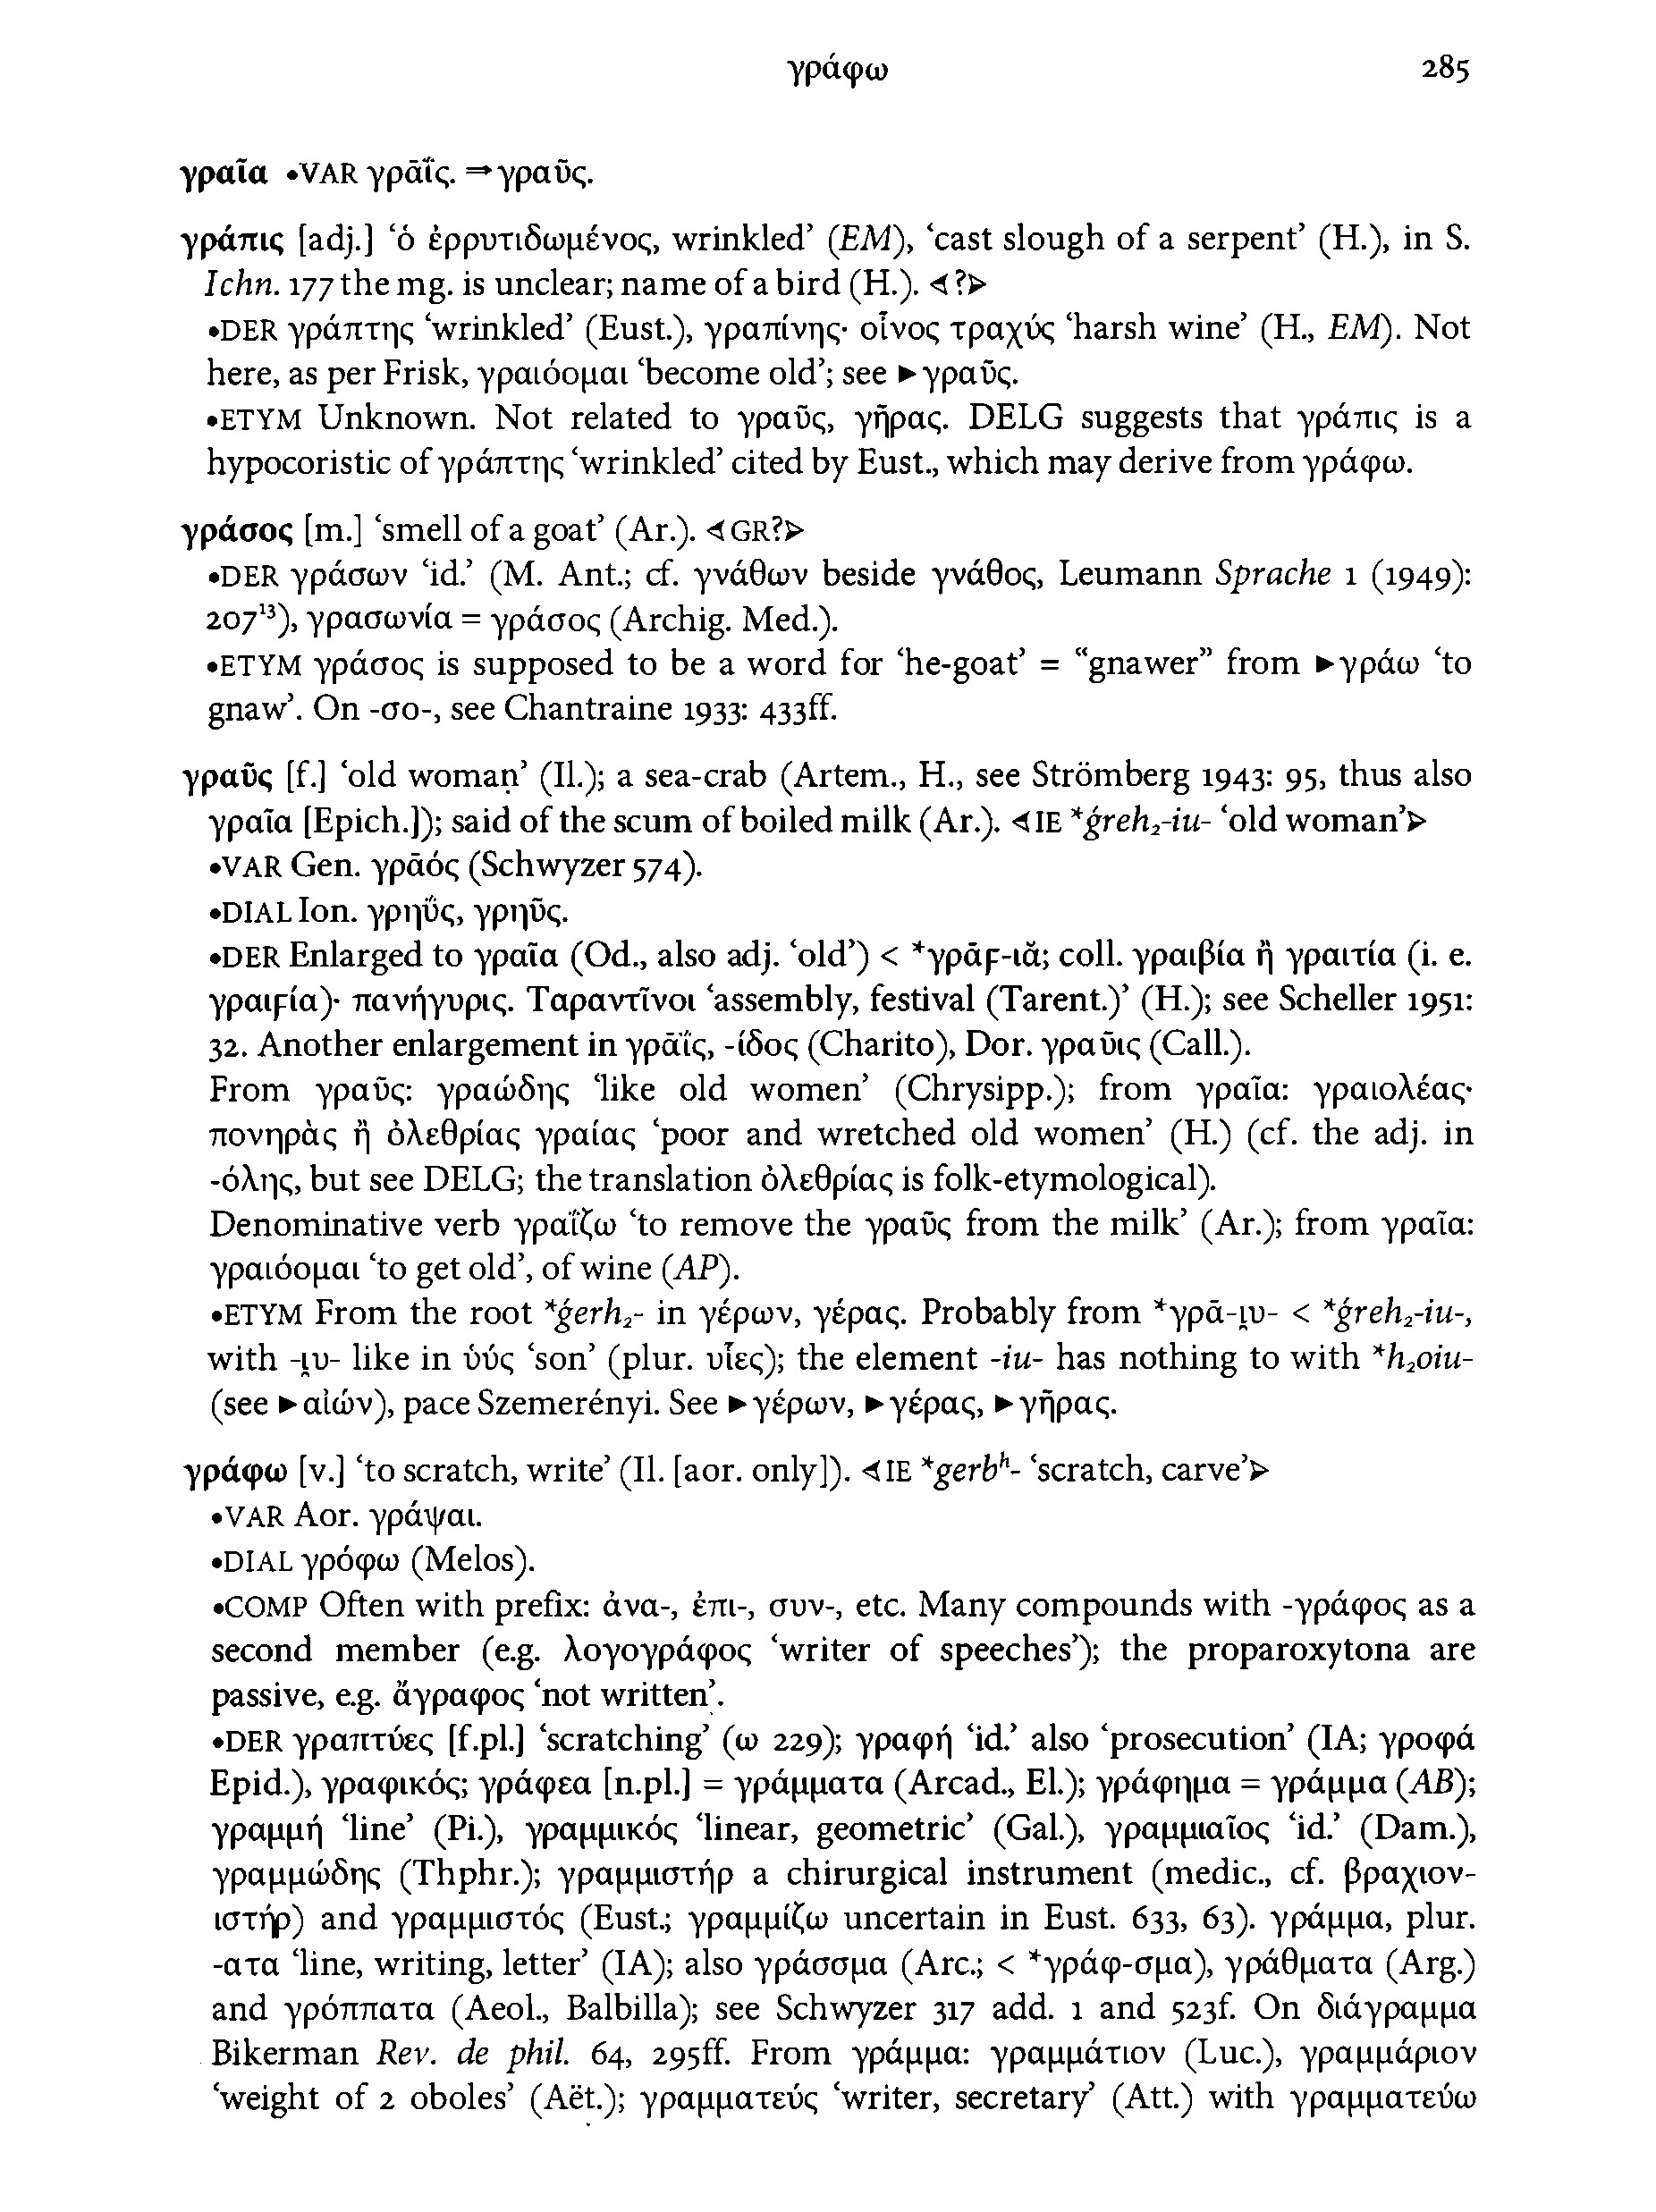 γράφω 285
γραῖα •VAR γρᾱΐς. ⇒γραῦς.
γράπις [adj.] ‘ὁ ἐρρυτιδωμένος, wrinkled’ (EM), ‘cast slough of a serpent’ (H.), in S.
Ichn. 177 the mg. is unclear; name of a bird (H.). ⊲?⊳
•DER γράπτης ‘wrinkled’ (Eust.), γραπίνης· οἶνος τραχύς ‘harsh wine’ (H., EM). Not
here, as per Frisk, γραιόομαι ‘become old’; see ►γραῦς.
•ETYM Unknown. Not related to γραῦς, γῆρας. DELG suggests that γράπις is a
hypocoristic of γράπτης ‘wrinkled’ cited by Eust., which may derive from γράφω.
γράσος [m.] ‘smell of a goat’ (Ar.). ⊲GR?⊳
•DER γράσων ‘id.’ (M. Ant.; cf. γνάθων beside γνάθος, Leumann Sprache 1 (1949):
207¹³), γρασωνία = γράσος (Archig. Med.).
•ETYM γράσος is supposed to be a word for ‘he-goat’ = “gnawer” from ►γράω ‘to
gnaw’. On -σο-, see Chantraine 1933: 433ff.
γραῦς [f.] ‘old woman’ (Il.); a sea-crab (Artem., H., see Strömberg 1943: 95, thus also
γραῖα [Epich.]); said of the scum of boiled milk (Ar.). ⊲IE *ǵreh₂-iu- ‘old woman’⊳
•VAR Gen. γρᾱός (Schwyzer 574).
•DIAL Ion. γρηΰς, γρηῦς.
•DER Enlarged to γραῖα (Od., also adj. ‘old’) < *γρᾱϝ-ιᾰ; coll. γραιβία ἢ γραιτία (i. e.
γραιϝία)· πανήγυρις. Ταραντῖνοι ‘assembly, festival (Tarent.)’ (H.); see Scheller 1951:
32. Another enlargement in γρᾱΐς, -ίδος (Charito), Dor. γραῦις (Call.).
From γραῦς: γραώδης ‘like old women’ (Chrysipp.); from γραῖα: γραιολέας·
πονηρὰς ἢ ὀλεθρίας γραίας ‘poor and wretched old women’ (H.) (cf. the adj. in
-όλης, but see DELG; the translation ὀλεθρίας is folk-etymological).
Denominative verb γραΐζω ‘to remove the γραῦς from the milk’ (Ar.); from γραῖα:
γραιόομαι ‘to get old’, of wine (AP).
•ETYM From the root *ǵerh₂- in γέρων, γέρας. Probably from *γρᾱ-ι̯υ- < *ǵreh₂-iu-,
with -ι̯υ- like in ὑύς ‘son’ (plur. υἷες); the element -iu- has nothing to with *h₂oiu-
(see ►αἰών), pace Szemerényi. See ►γέρων, ►γέρας, ►γῆρας.
γράφω [v.] ‘to scratch, write’ (Il. [aor. only]). ⊲IE *gerbʰ- ‘scratch, carve’⊳
•VAR Aor. γράψαι.
•DIAL γρόφω (Melos).
•COMP Often with prefix: ἀνα-, ἐπι-, συν-, etc. Many compounds with -γράφος as a
second member (e.g. λογογράφος ‘writer of speeches’); the proparoxytona are
passive, e.g. ἄγραφος ‘not written’.
•DER γραπτύες [f.pl.] ‘scratching’ (ω 229); γραφή ‘id.’ also ‘prosecution’ (IA; γροφά
Epid.), γραφικός; γράφεα [n.pl.] = γράμματα (Arcad., El.); γράφημα = γράμμα (AB);
γραμμή ‘line’ (Pi.), γραμμικός ‘linear, geometric’ (Gal.), γραμμιαῖος ‘id.’ (Dam.),
γραμμώδης (Thphr.); γραμμιστήρ a chirurgical instrument (medic., cf. βραχιον-
ιστήρ) and γραμμιστός (Eust.; γραμμίζω uncertain in Eust. 633, 63). γράμμα, plur.
-ατα ‘line, writing, letter’ (IA); also γράσσμα (Arc.; < *γράφ-σμα), γράθματα (Arg.)
and γρόππατα (Aeol., Balbilla); see Schwyzer 317 add. 1 and 523f. On διάγραμμα
Bikerman Rev. de phil. 64, 295ff. From γράμμα: γραμμάτιον (Luc.), γραμμάριον
‘weight of 2 oboles’ (Aët.); γραμματεύς ‘writer, secretary’ (Att.) with γραμματεύω